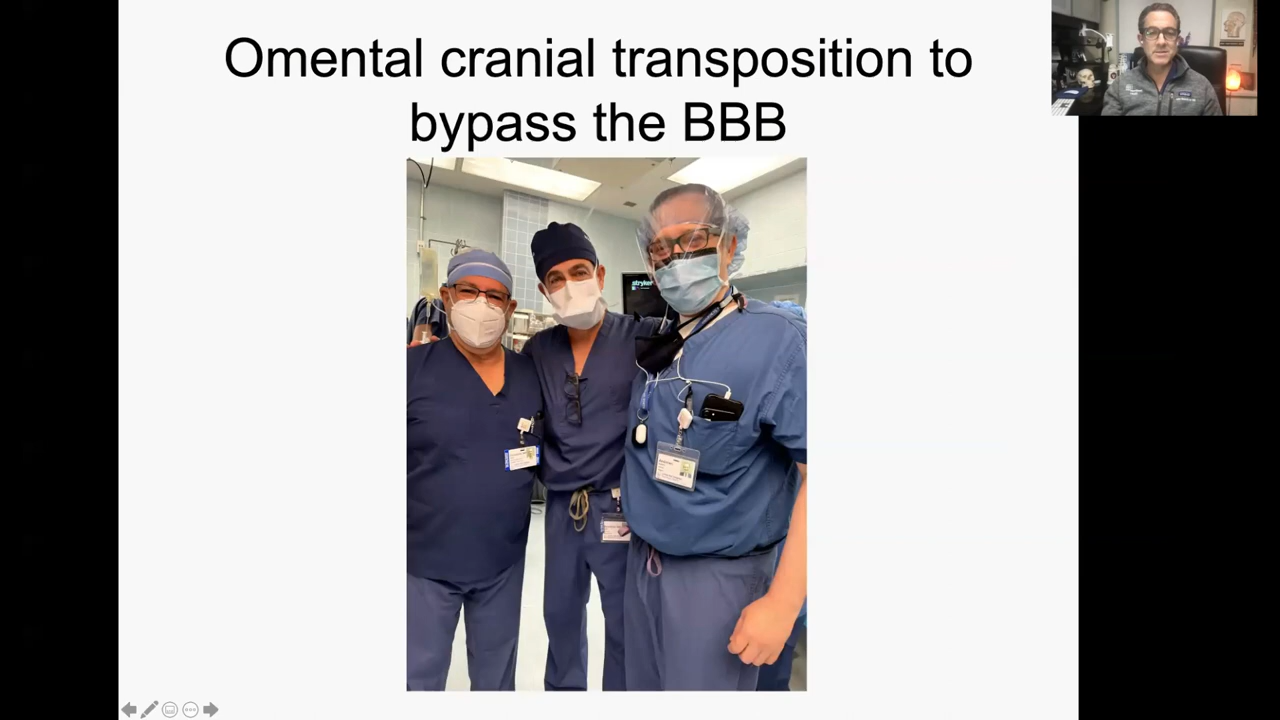 Omental cranial transposition to
bypass the BBB
stryker